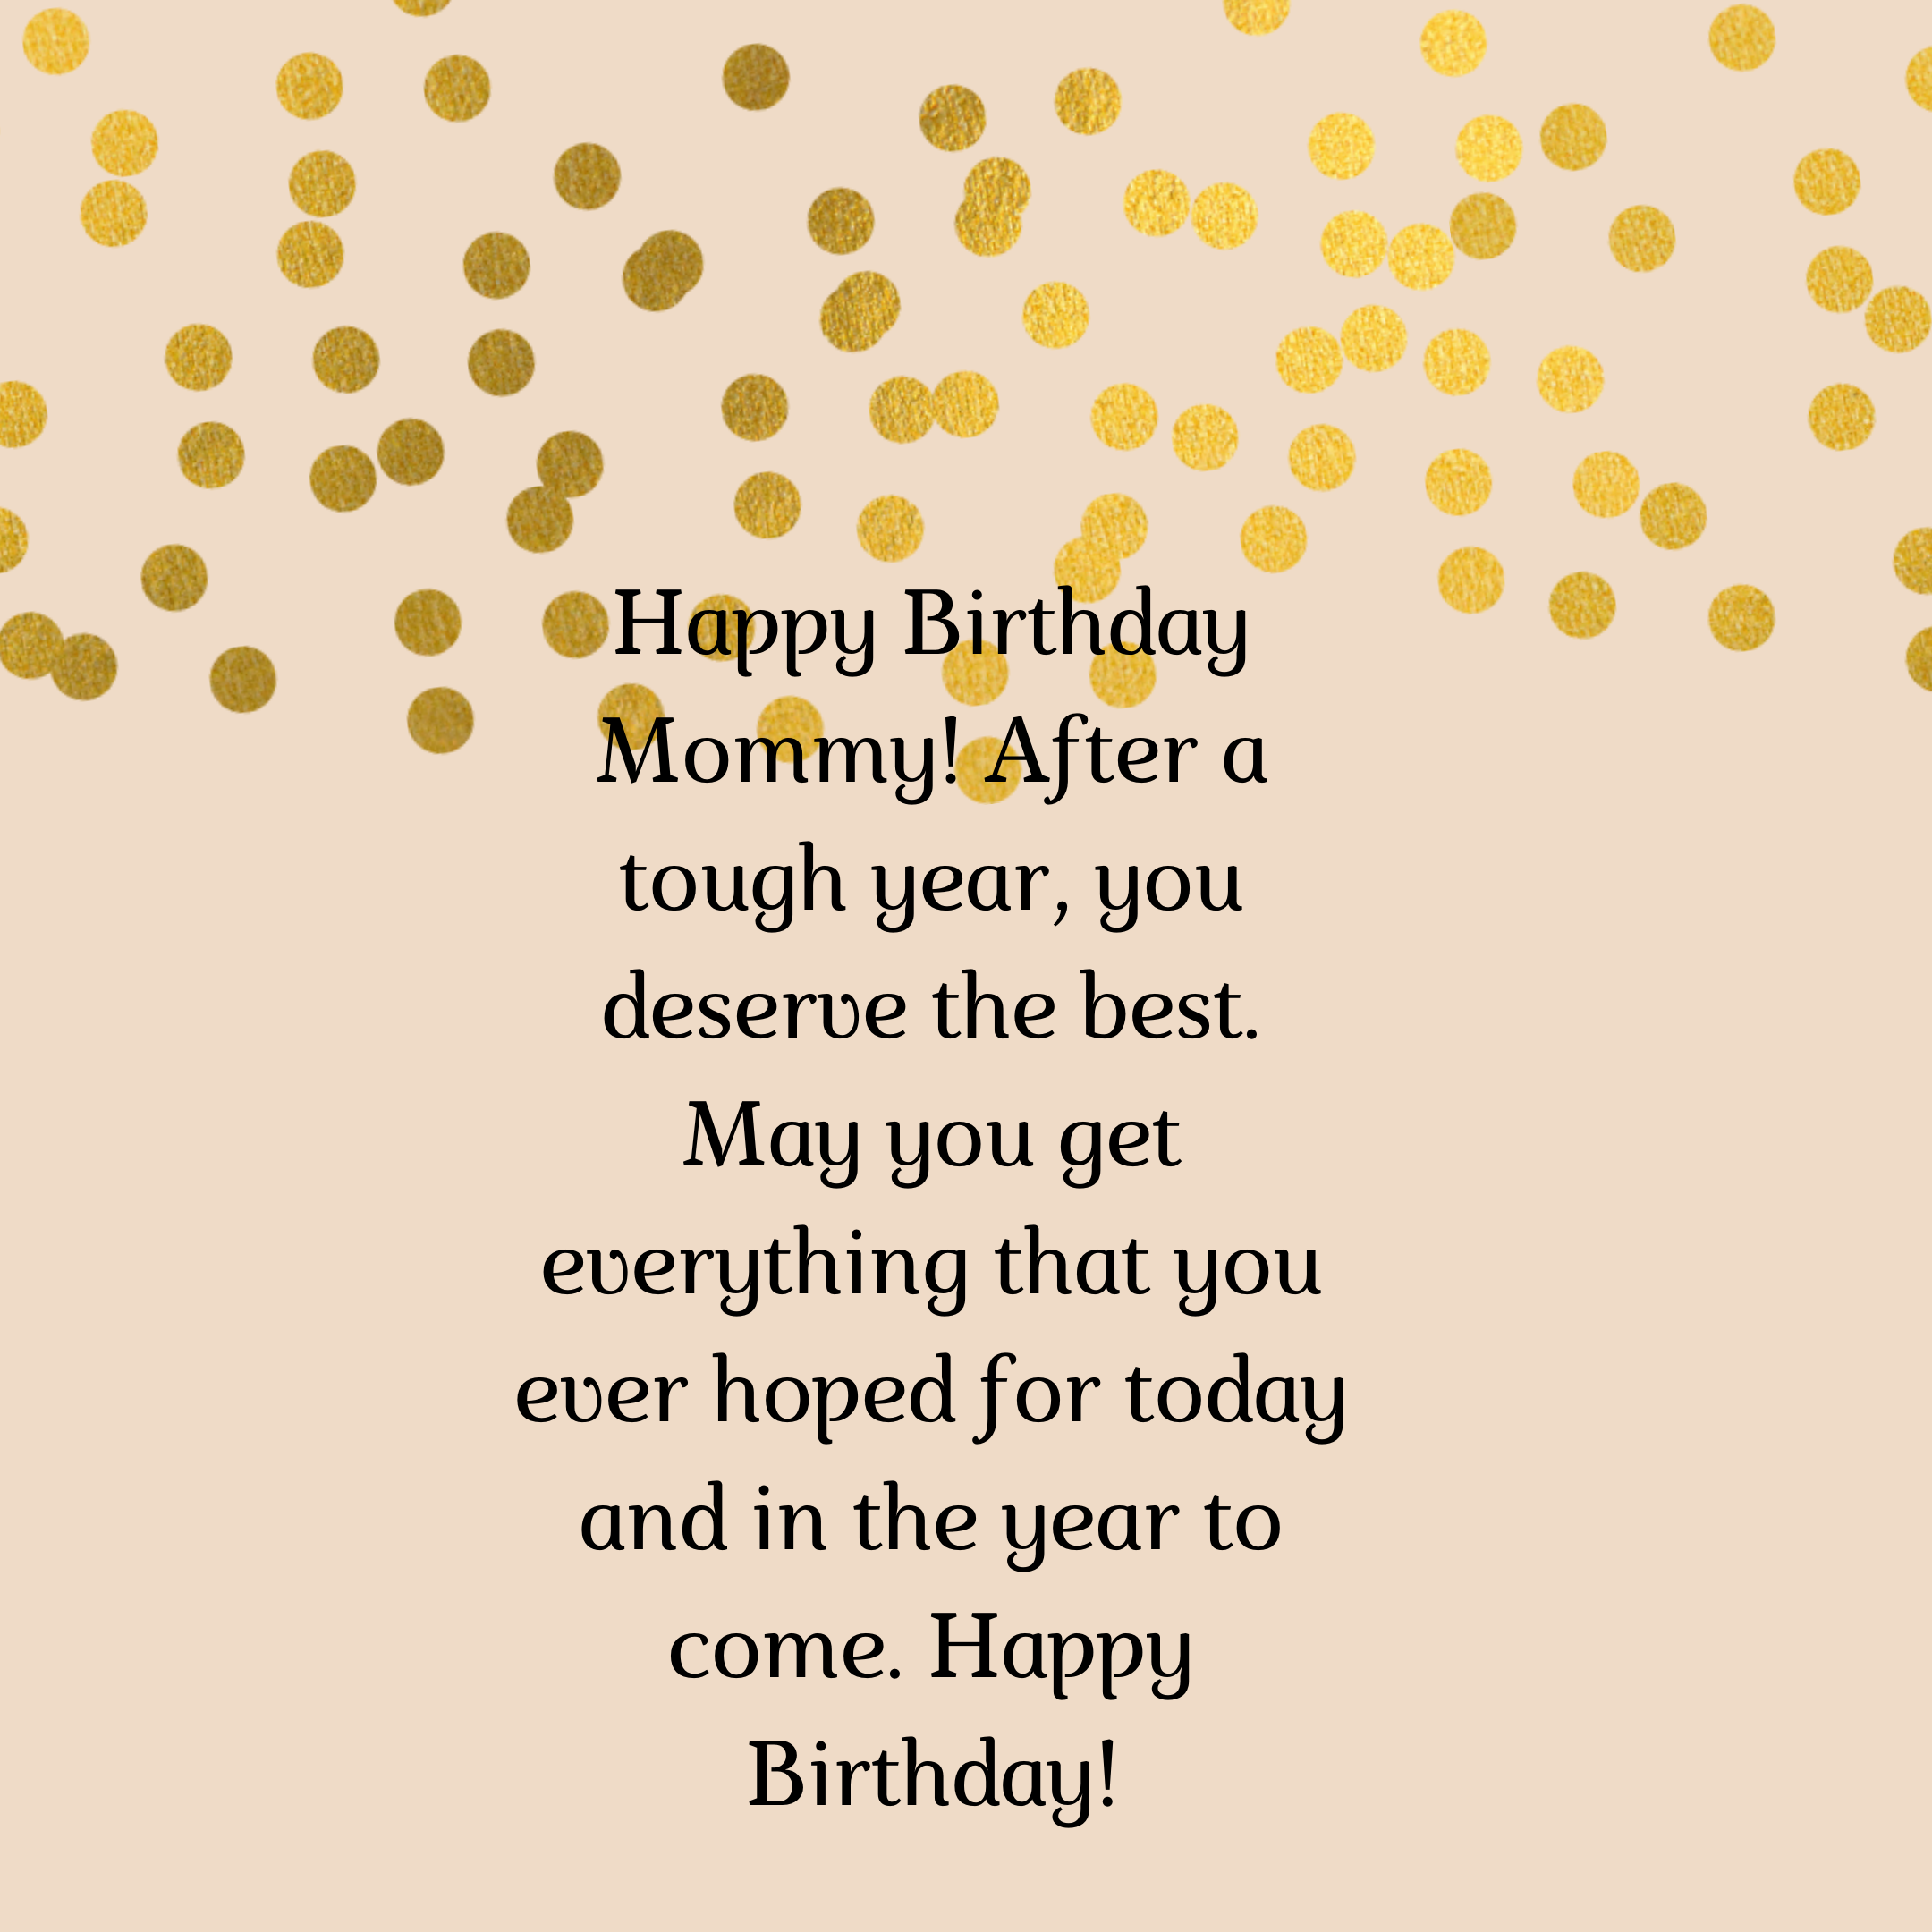 Happy Birthday
Mommy! After a
tough year, you
deserve the best.
May you get
everything that you
ever hoped for today
and in the year to
come. Happy
Birthday!